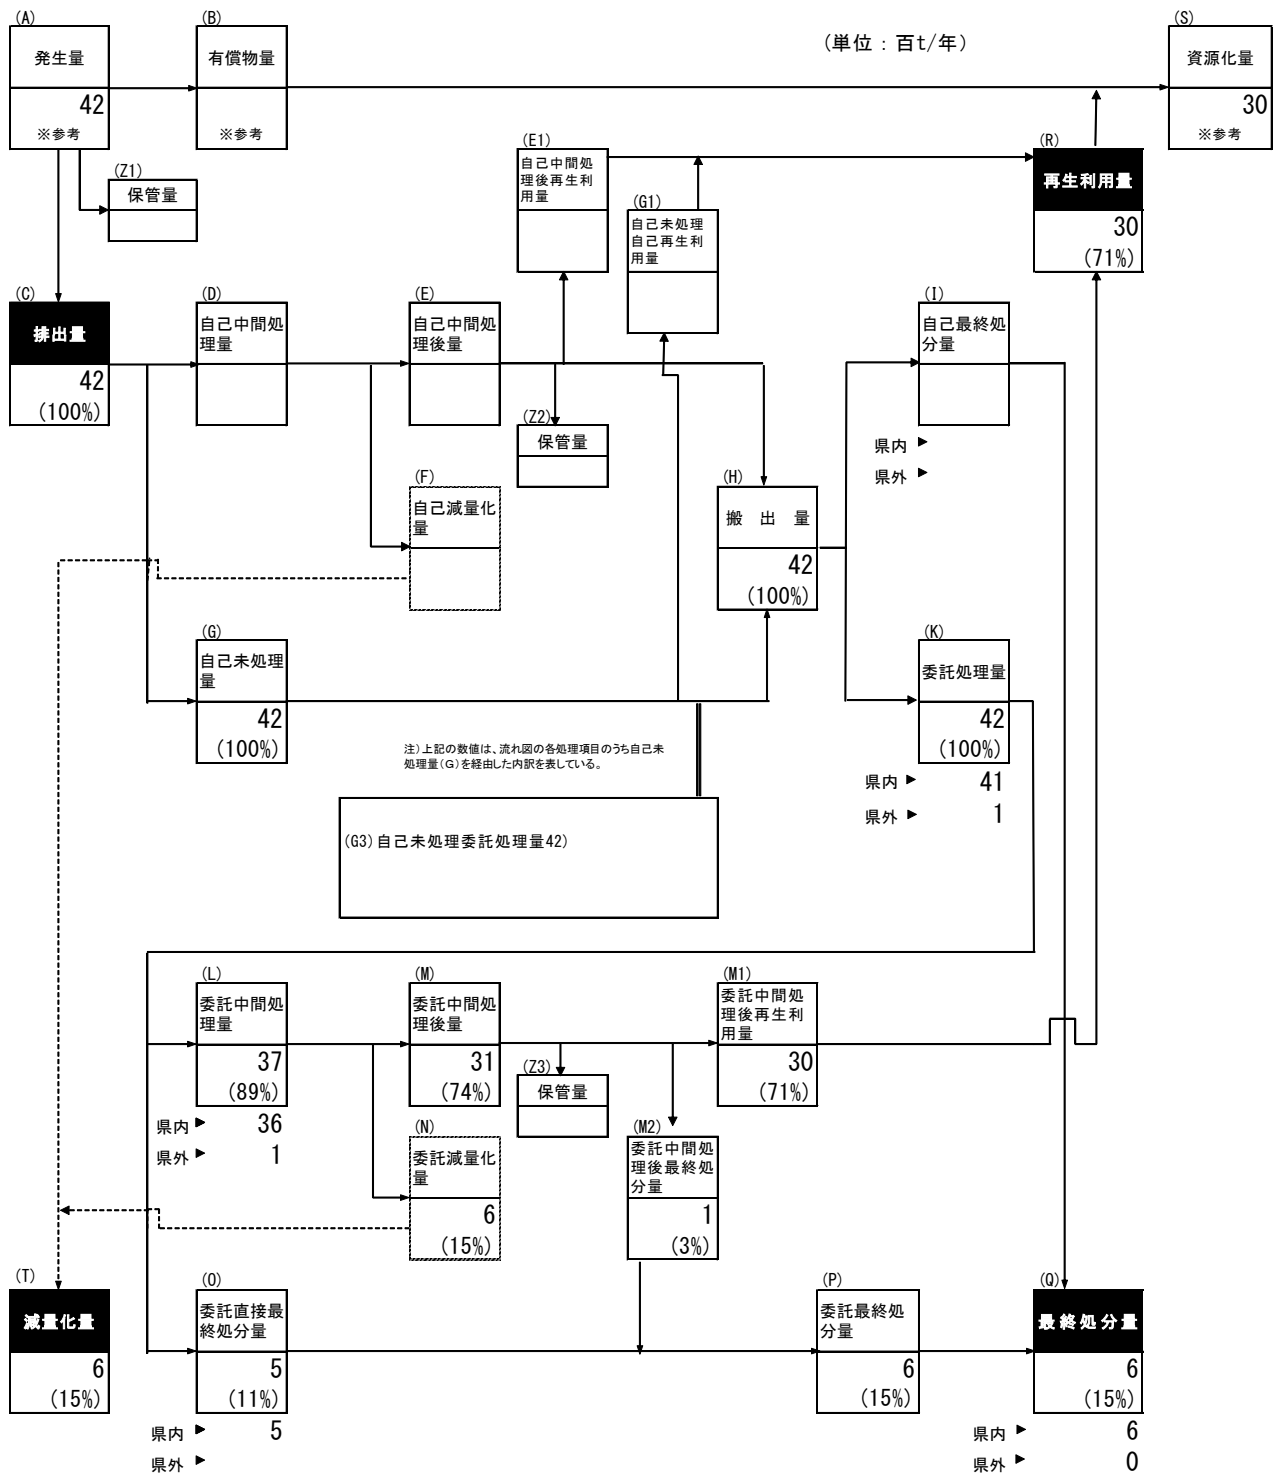 (A)
発生量
42
※参考
(B)
有償物量
※参考
(単位：百t/年)
(S)
資源化量
30
※参考
(Z1)
保管量
(E1)
自己中間処
理後再生利
用量
(G1)
自己未処理
自己再生利
用量
(R)
再生利用量
30
(71%)
(C)
排出量
42
(100%)
(D)
自己中間処
理量
(E)
自己中間処
理後量
(Z2)
保管量
(I)
自己最終処
分量
県内 ▶
県外 ▶
(F)
自己減量化
量
(H)
搬 出 量
42
(100%)
(G)
自己未処理
量
42
(100%)
(K)
委託処理量
42
(100%)
県内 ▶ 41
県外 ▶ 1
注)上記の数値は、流れ図の各処理項目のうち自己未
処理量(G)を経由した内訳を表している。
(G3)自己未処理委託処理量42)
(L)
委託中間処
理量
37
(89%)
県内 ▶ 36
県外 ▶ 1
(M)
委託中間処
理後量
31
(74%)
(Z3)
保管量
(M1)
委託中間処
理後再生利
用量
30
(71%)
(N)
委託減量化
量
6
(15%)
(M2)
委託中間処
理後最終処
分量
1
(3%)
(T)
減量化量
6
(15%)
(O)
委託直接最
終処分量
5
(11%)
県内 ▶ 5
県外 ▶
(P)
委託最終処
分量
6
(15%)
(Q)
最終処分量
6
(15%)
県内 ▶ 6
県外 ▶ 0